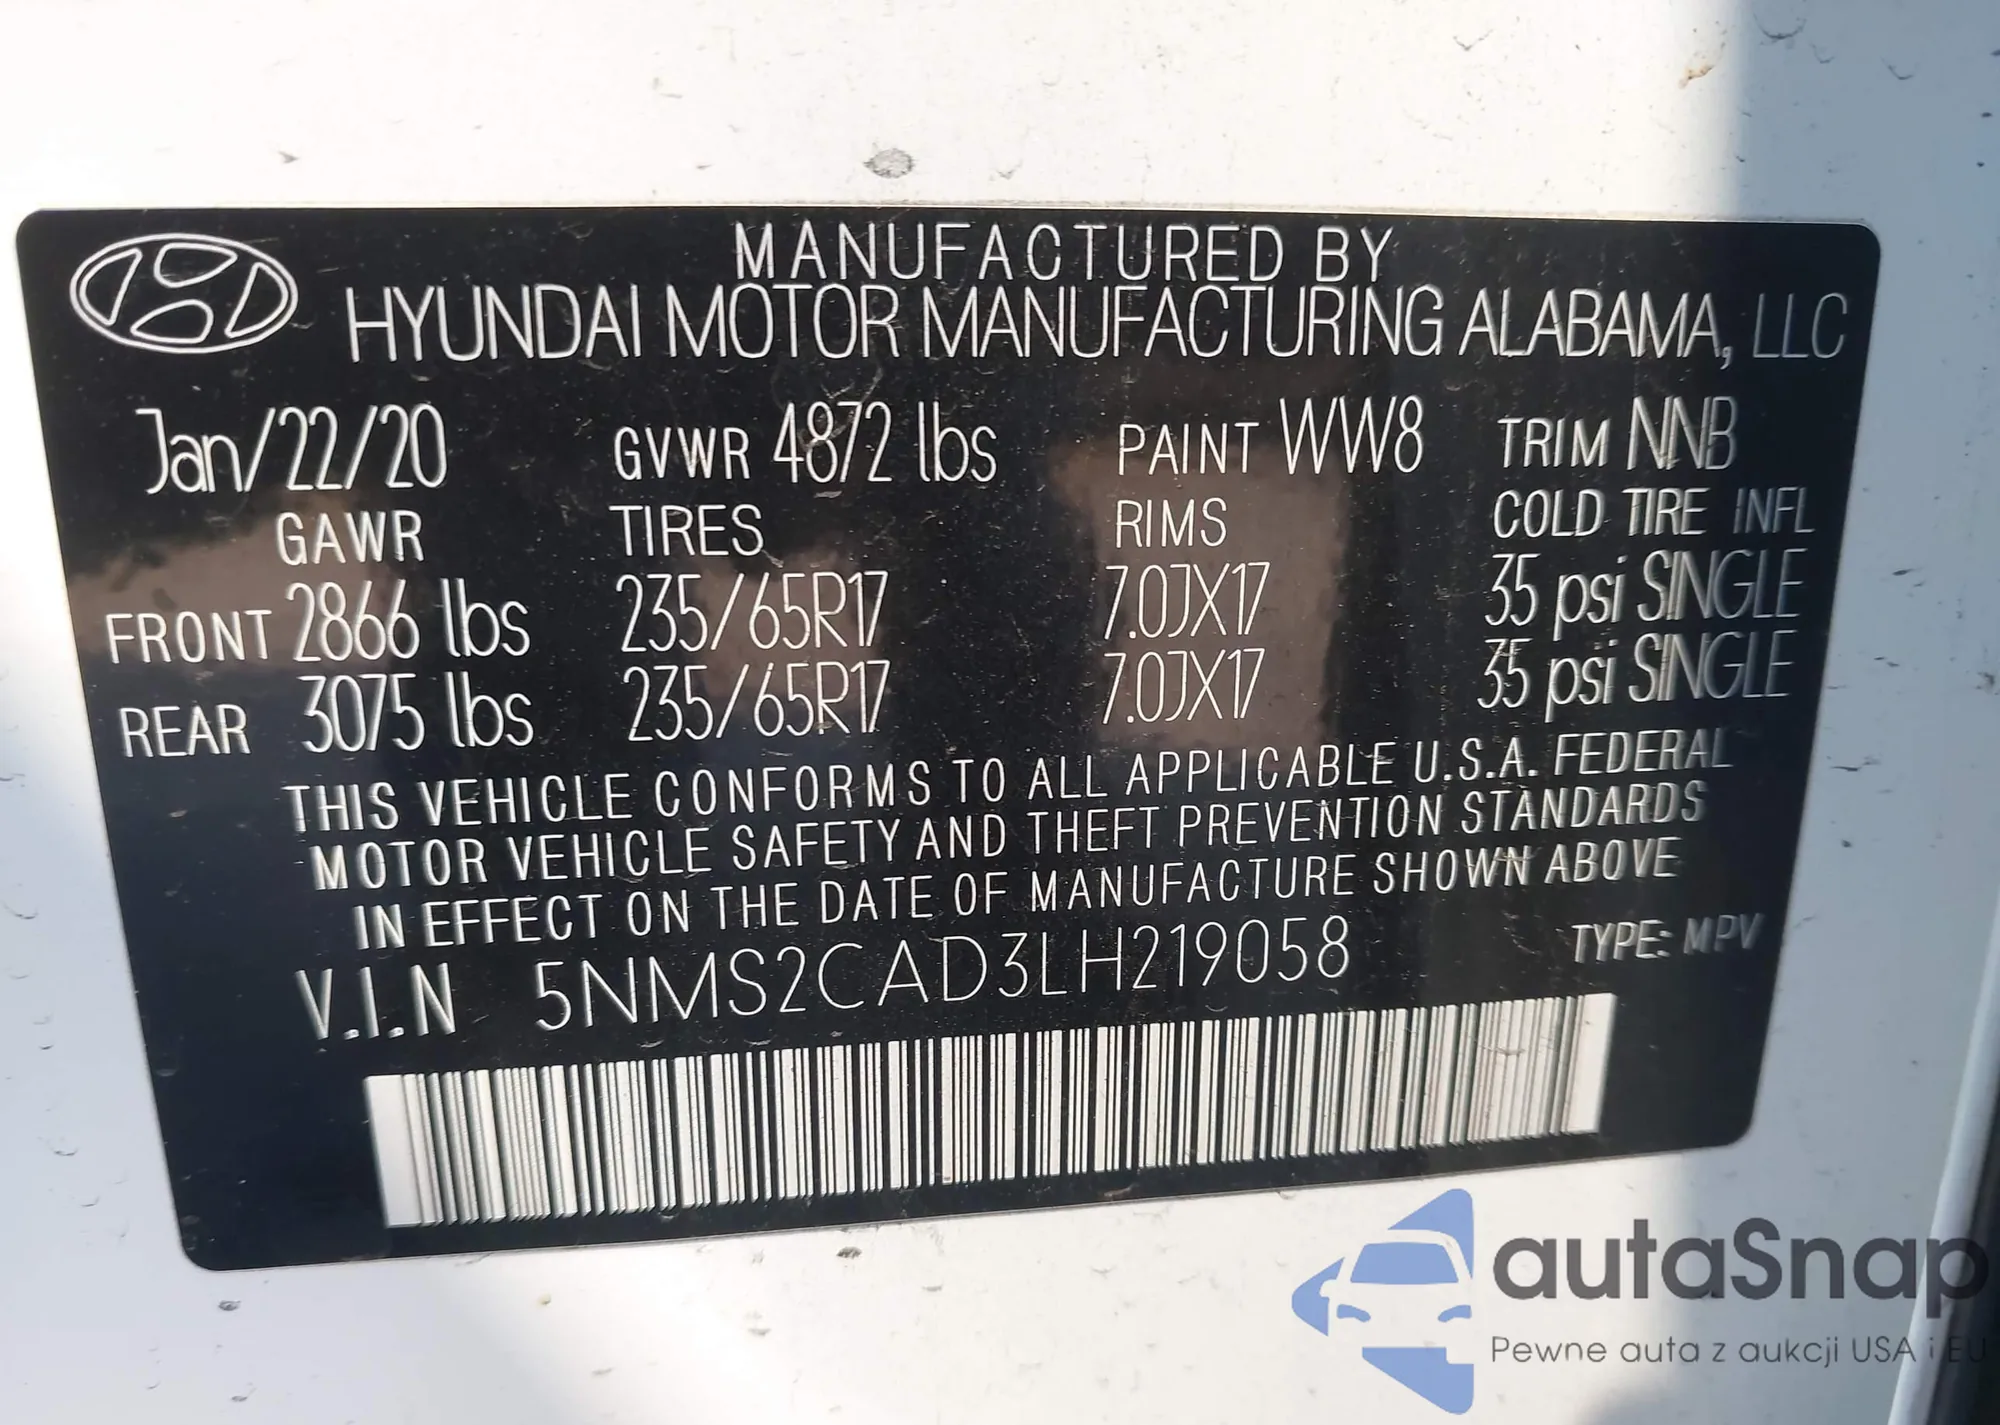 MANUFACTURED BY
HYUNDAI MOTOR MANUFACTURING ALABAMA, LLC
Jan/22/20 GVWR 4872 lbs PAINT WW8 TRIM NNB
GAWR TIRES RIMS COLD TIRE INFL
FRONT 2866 lbs 235/65R17 7.0JX17 35 psi SINGLE
REAR 3075 lbs 235/65R17 7.0JX17 35 psi SINGLE
THIS VEHICLE CONFORMS TO ALL APPLICABLE U.S.A. FEDERAL
MOTOR VEHICLE SAFETY AND THEFT PREVENTION STANDARDS
IN EFFECT ON THE DATE OF MANUFACTURE SHOWN ABOVE
V.I.N 5NMS2CAD3LH219058 TYPE: MPV
autaSnap
Pewne auta z aukcji USA i EU